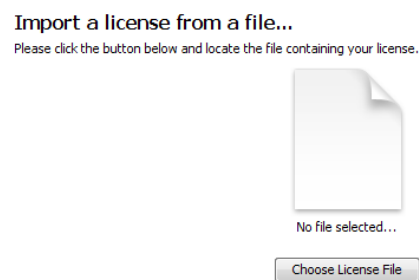 Import a license from a file...
Please click the button below and locate the file containing your license.
No file selected...
Choose License File